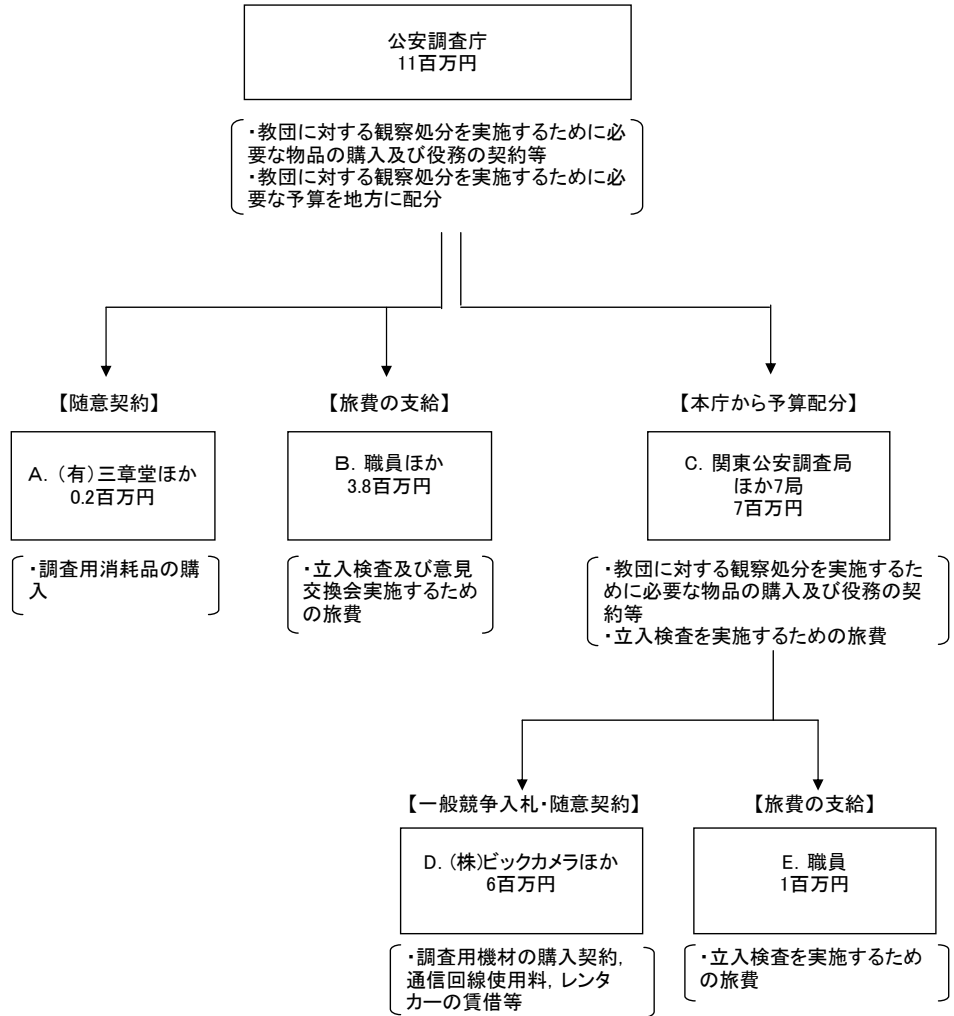 公安調査庁
11百万円
・教団に対する観察処分を実施するために必
要な物品の購入及び役務の契約等
・教団に対する観察処分を実施するために必
要な予算を地方に配分
【随意契約】
【旅費の支給】
【本庁から予算配分】
A．（有）三章堂ほか
0.2百万円
B．職員ほか
3.8百万円
C．関東公安調査局
ほか7局
7百万円
・調査用消耗品の購
入
・立入検査及び意見
交換会実施するため
の旅費
・教団に対する観察処分を実施するた
めに必要な物品の購入及び役務の契
約等
・立入検査を実施するための旅費
【一般競争入札・随意契約】
【旅費の支給】
D．（株）ビックカメラほか
6百万円
E．職員
1百万円
・調査用機材の購入契約，
通信回線使用料，レンタ
カーの賃借等
・立入検査を実施するため
の旅費